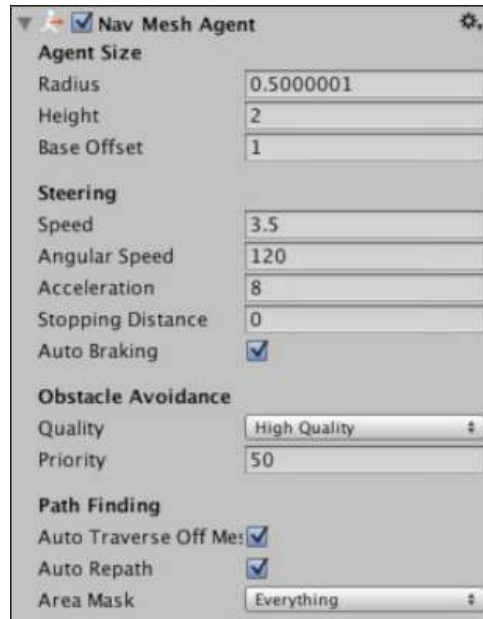 Nav Mesh Agent
Agent Size
Radius 0.5000001
Height 2
Base Offset 1
Steering
Speed 3.5
Angular Speed 120
Acceleration 8
Stopping Distance 0
Auto Braking
Obstacle Avoidance
Quality High Quality
Priority 50
Path Finding
Auto Traverse Off Mes
Auto Repath
Area Mask Everything